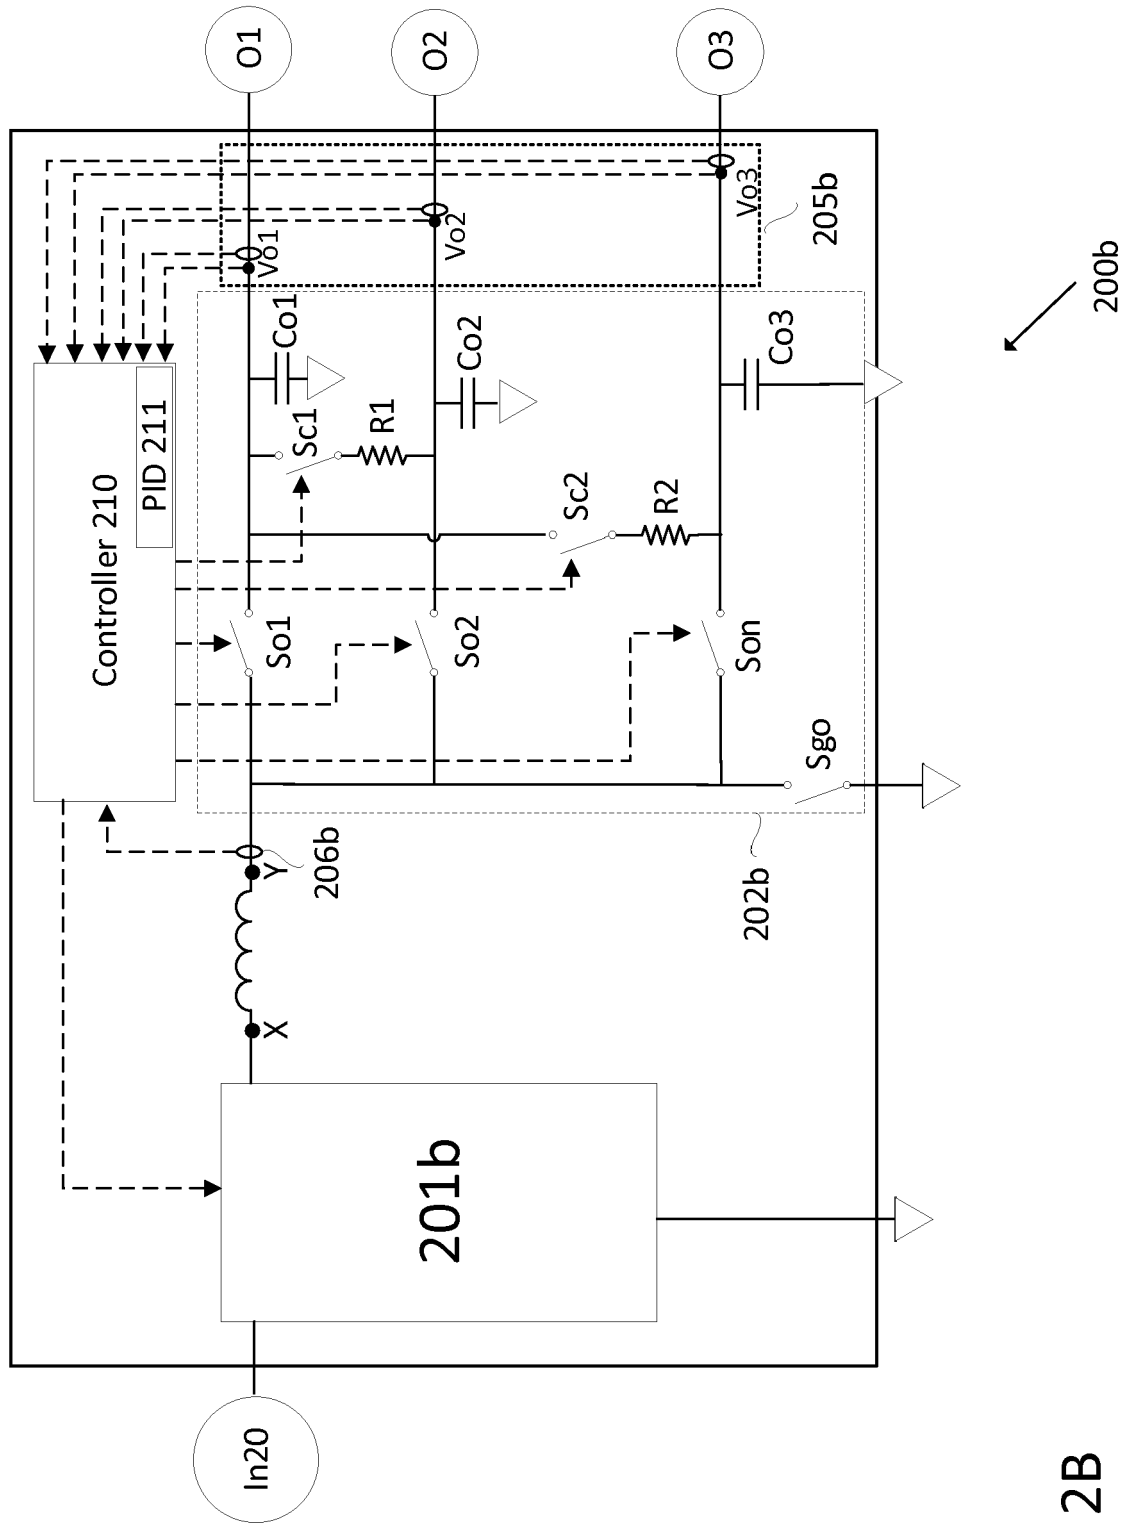 Controller 210
PID 211
In20
201b
X
Y
206b
So1
So2
Son
Sgo
202b
Sc1
R1
Sc2
R2
Co1
Co2
Co3
Vo1
Vo2
Vo3
205b
O1
O2
O3
200b
2B